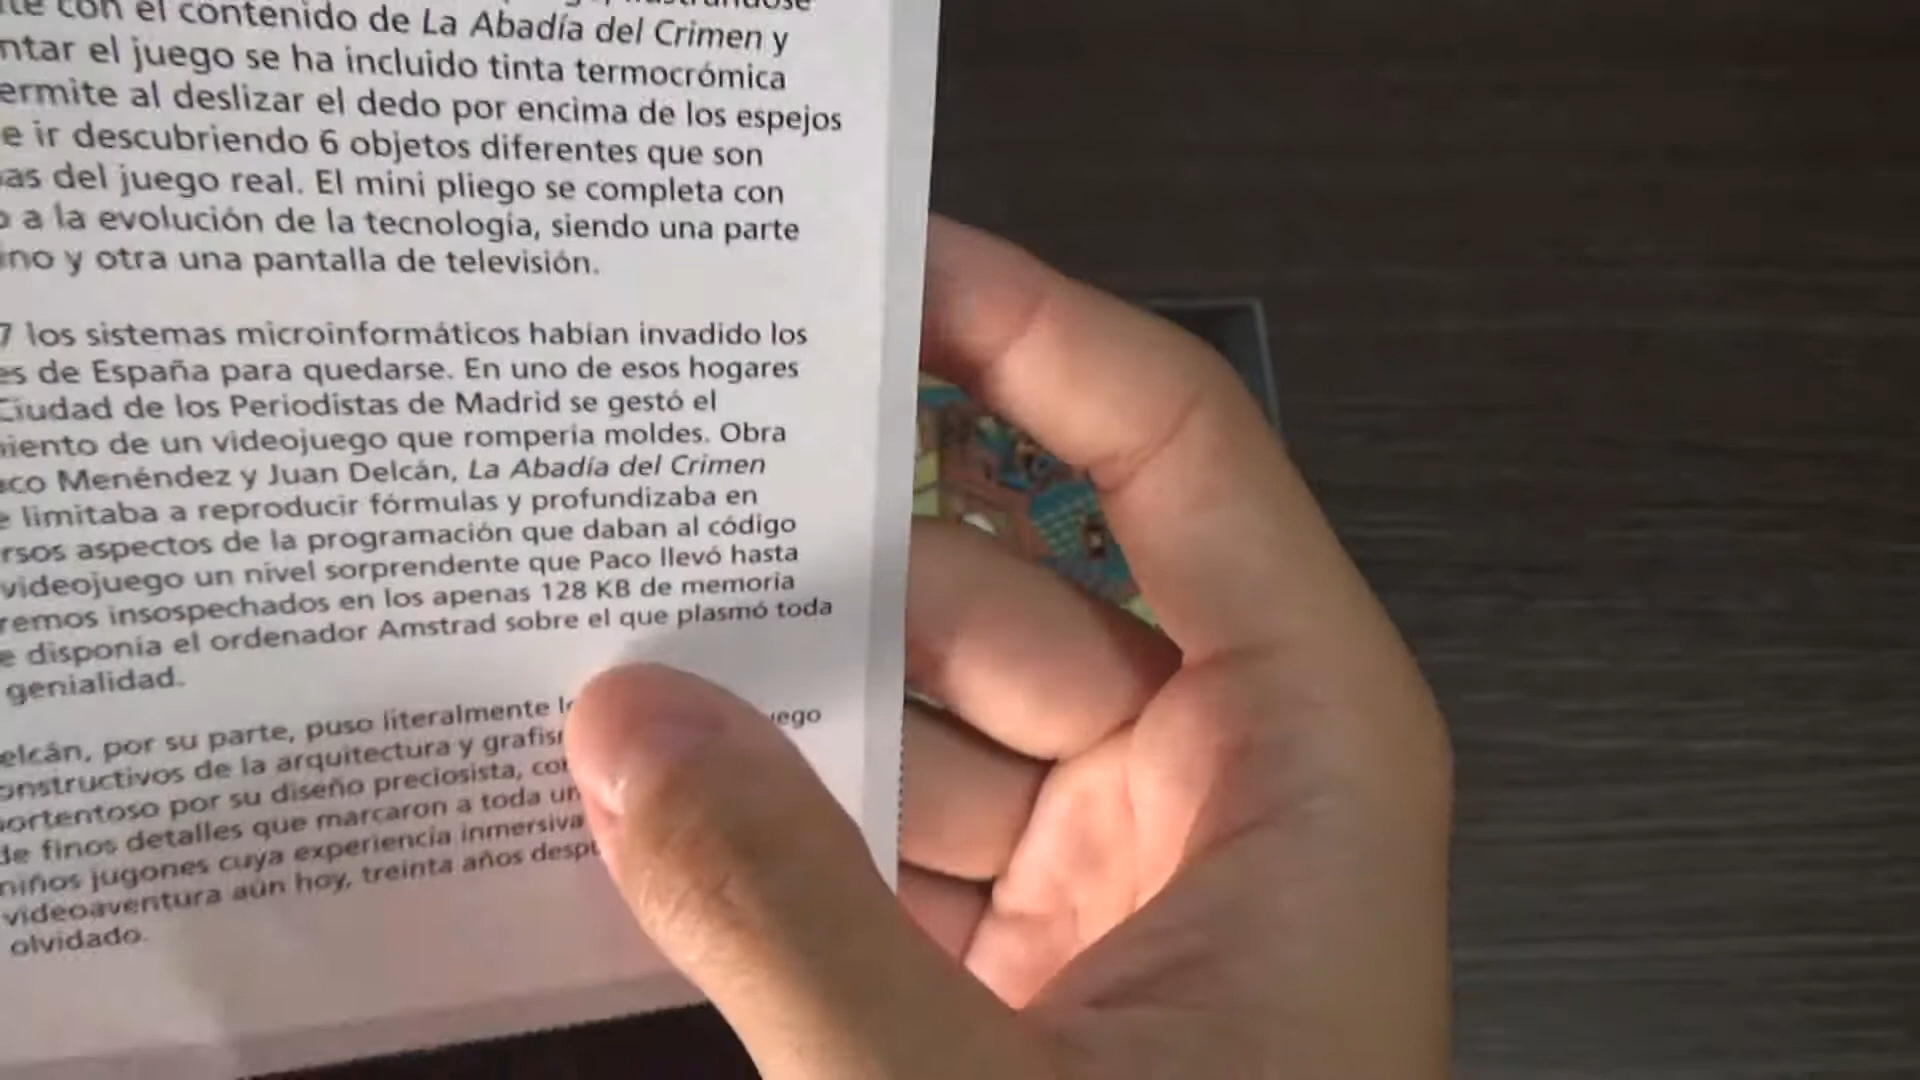 con el contenido de La Abadía del Crimen y
ntar el juego se ha incluido tinta termocrómica
ermite al deslizar el dedo por encima de los espejos
e ir descubriendo 6 objetos diferentes que son
as del juego real. El mini pliego se completa con
o a la evolución de la tecnología, siendo una parte
ino y otra una pantalla de televisión.
7 los sistemas microinformáticos habían invadido los
es de España para quedarse. En uno de esos hogares
Ciudad de los Periodistas de Madrid se gestó el
iento de un videojuego que rompería moldes. Obra
aco Menéndez y Juan Delcán, La Abadía del Crimen
e limitaba a reproducir fórmulas y profundizaba en
rsos aspectos de la programación que daban al código
videojuego un nivel sorprendente que Paco llevó hasta
remos insospechados en los apenas 128 KB de memoria
e disponía el ordenador Amstrad sobre el que plasmó toda
genialidad.
elcán, por su parte, puso literalmente uego
onstructivos de la arquitectura y grafis
ortentoso por su diseño preciosista, co
de finos detalles que marcaron a toda un
niños jugones cuya experiencia inmersiva
videoaventura aún hoy, treinta años desp
olvidado.